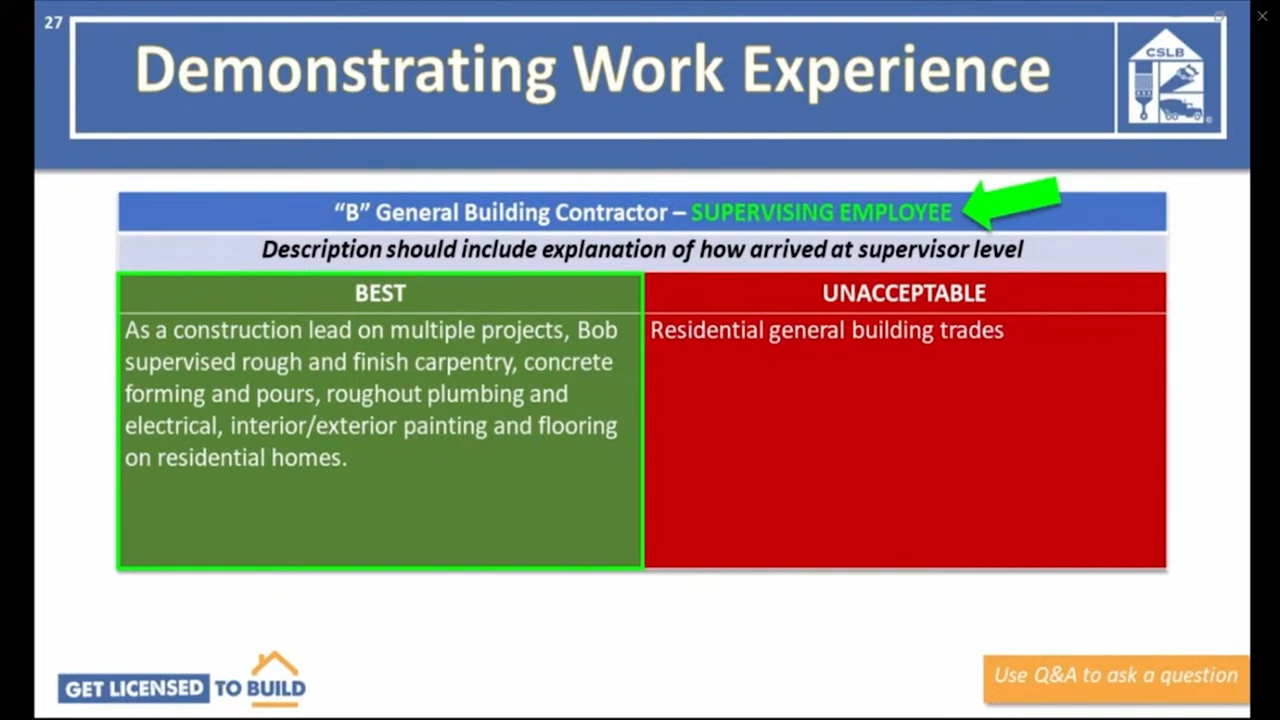 27
Demonstrating Work Experience
CSLB
®
“B” General Building Contractor – SUPERVISING EMPLOYEE
Description should include explanation of how arrived at supervisor level
BEST
As a construction lead on multiple projects, Bob
supervised rough and finish carpentry, concrete
forming and pours, roughout plumbing and
electrical, interior/exterior painting and flooring
on residential homes.
UNACCEPTABLE
Residential general building trades
GET LICENSED TO BUILD
Use Q&A to ask a question